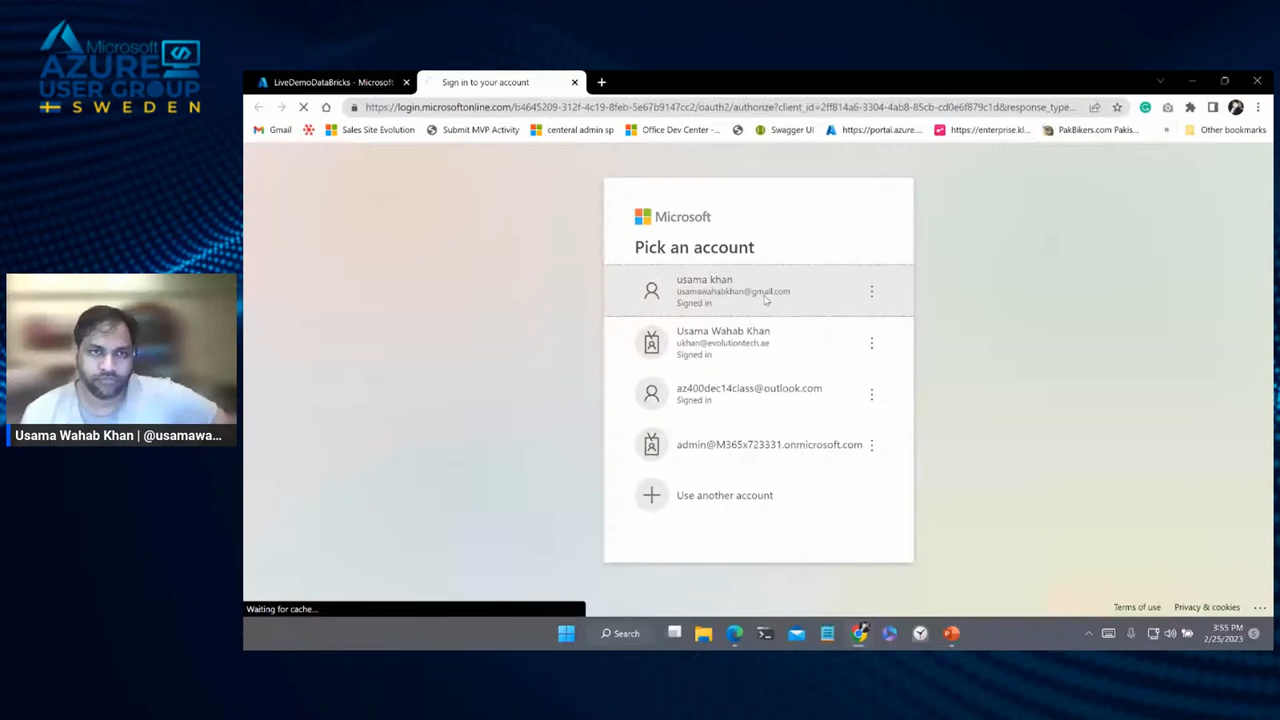 Microsoft
AZURE
USER GROUP
SWEDEN
LiveDemoDataBricks - Microsoft
Sign in to your account
https://login.microsoftonline.com/b4645209-312f-4c19-8feb-5e67b9147cc2/oauth2/authorize?client_id=2ff814a6-3304-4ab8-85cb-cd0e6f879c1d&response_type...
Gmail
Sales Site Evolution
Submit MVP Activity
centeral admin sp
Office Dev Center -...
Swagger UI
https://portal.azure...
https://enterprise.kl...
PakBikers.com Pakis...
»
Other bookmarks
Microsoft
Pick an account
usama khan
usamawahabkhan@gmail.com
Signed in
Usama Wahab Khan
ukhan@evolutiontech.ae
Signed in
az400dec14class@outlook.com
Signed in
admin@M365x723331.onmicrosoft.com
Use another account
Usama Wahab Khan | @usamawa...
Waiting for cache...
Terms of use
Privacy & cookies
...
Search
3:55 PM
2/25/2023
5